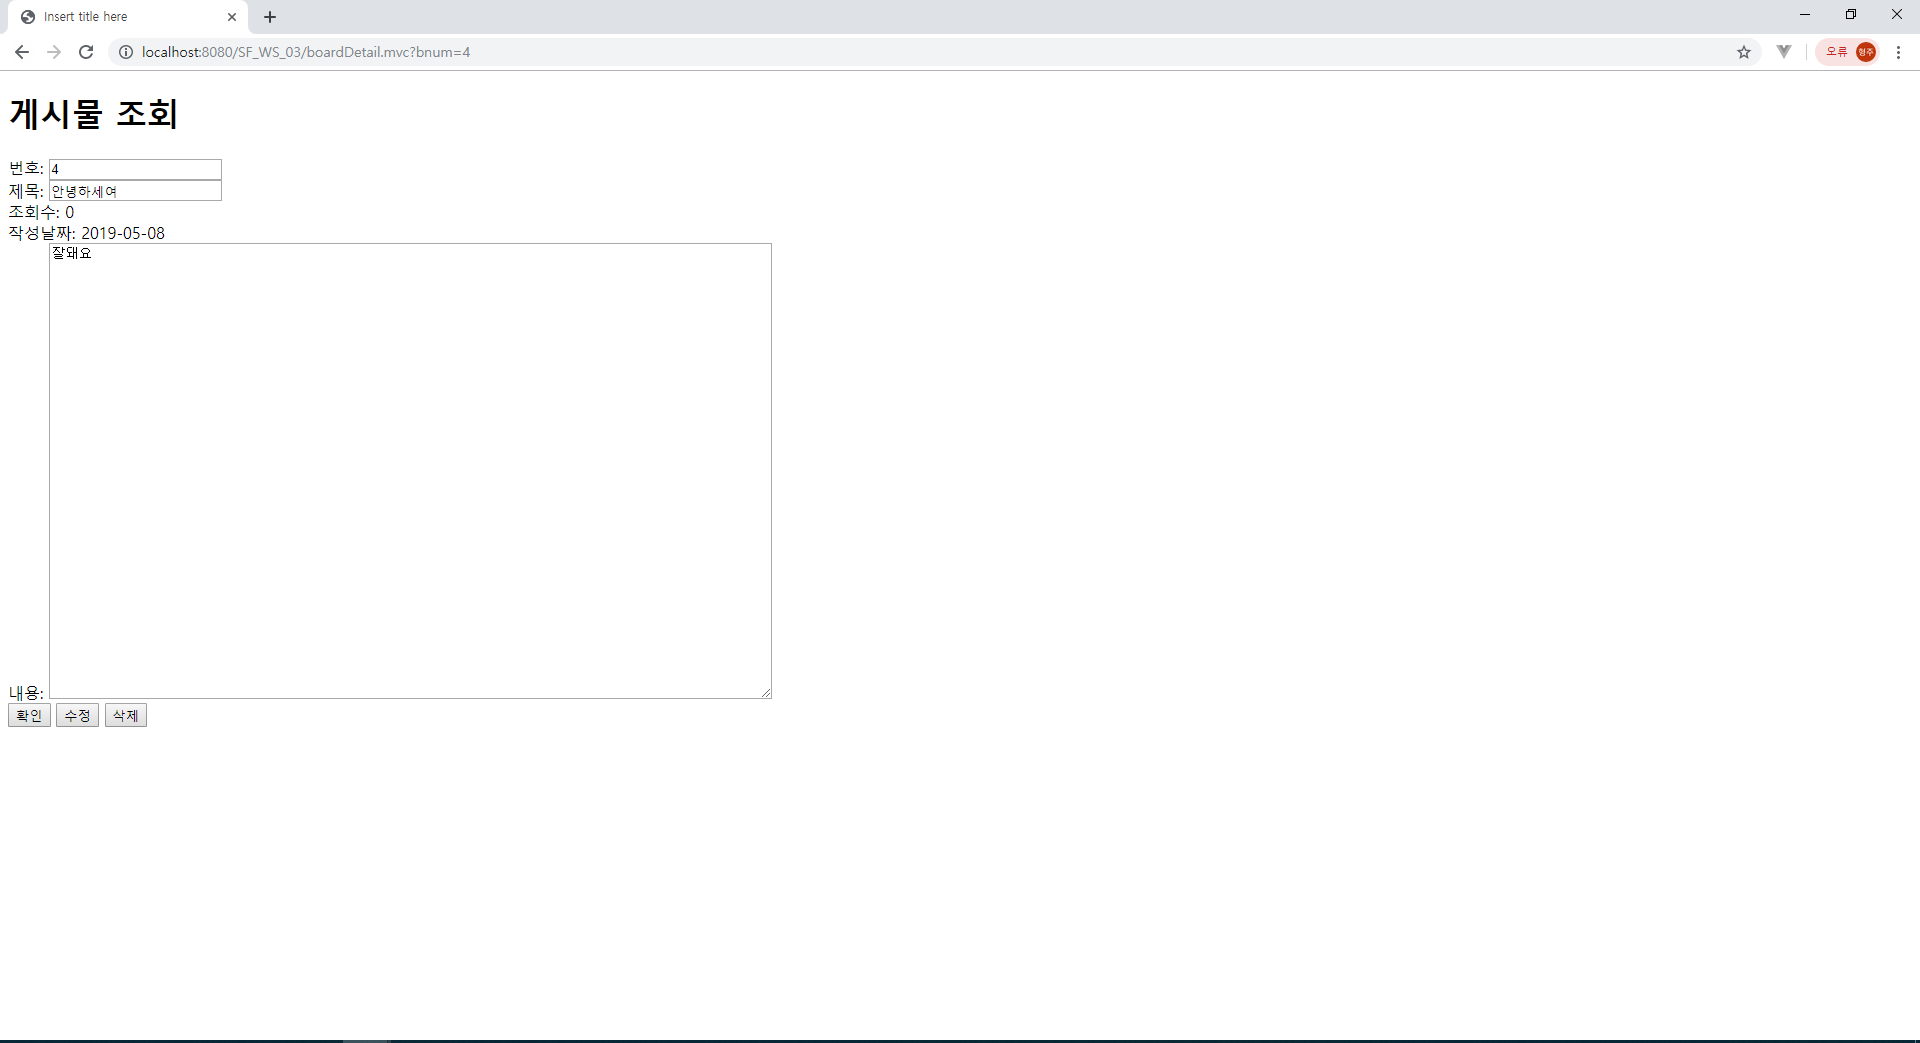 Insert title here
localhost:8080/SF_WS_03/boardDetail.mvc?bnum=4
오류 형주
게시물 조회
번호: 4
제목: 안녕하세여
조회수: 0
작성날짜: 2019-05-08
잘돼요
내용:
확인 수정 삭제